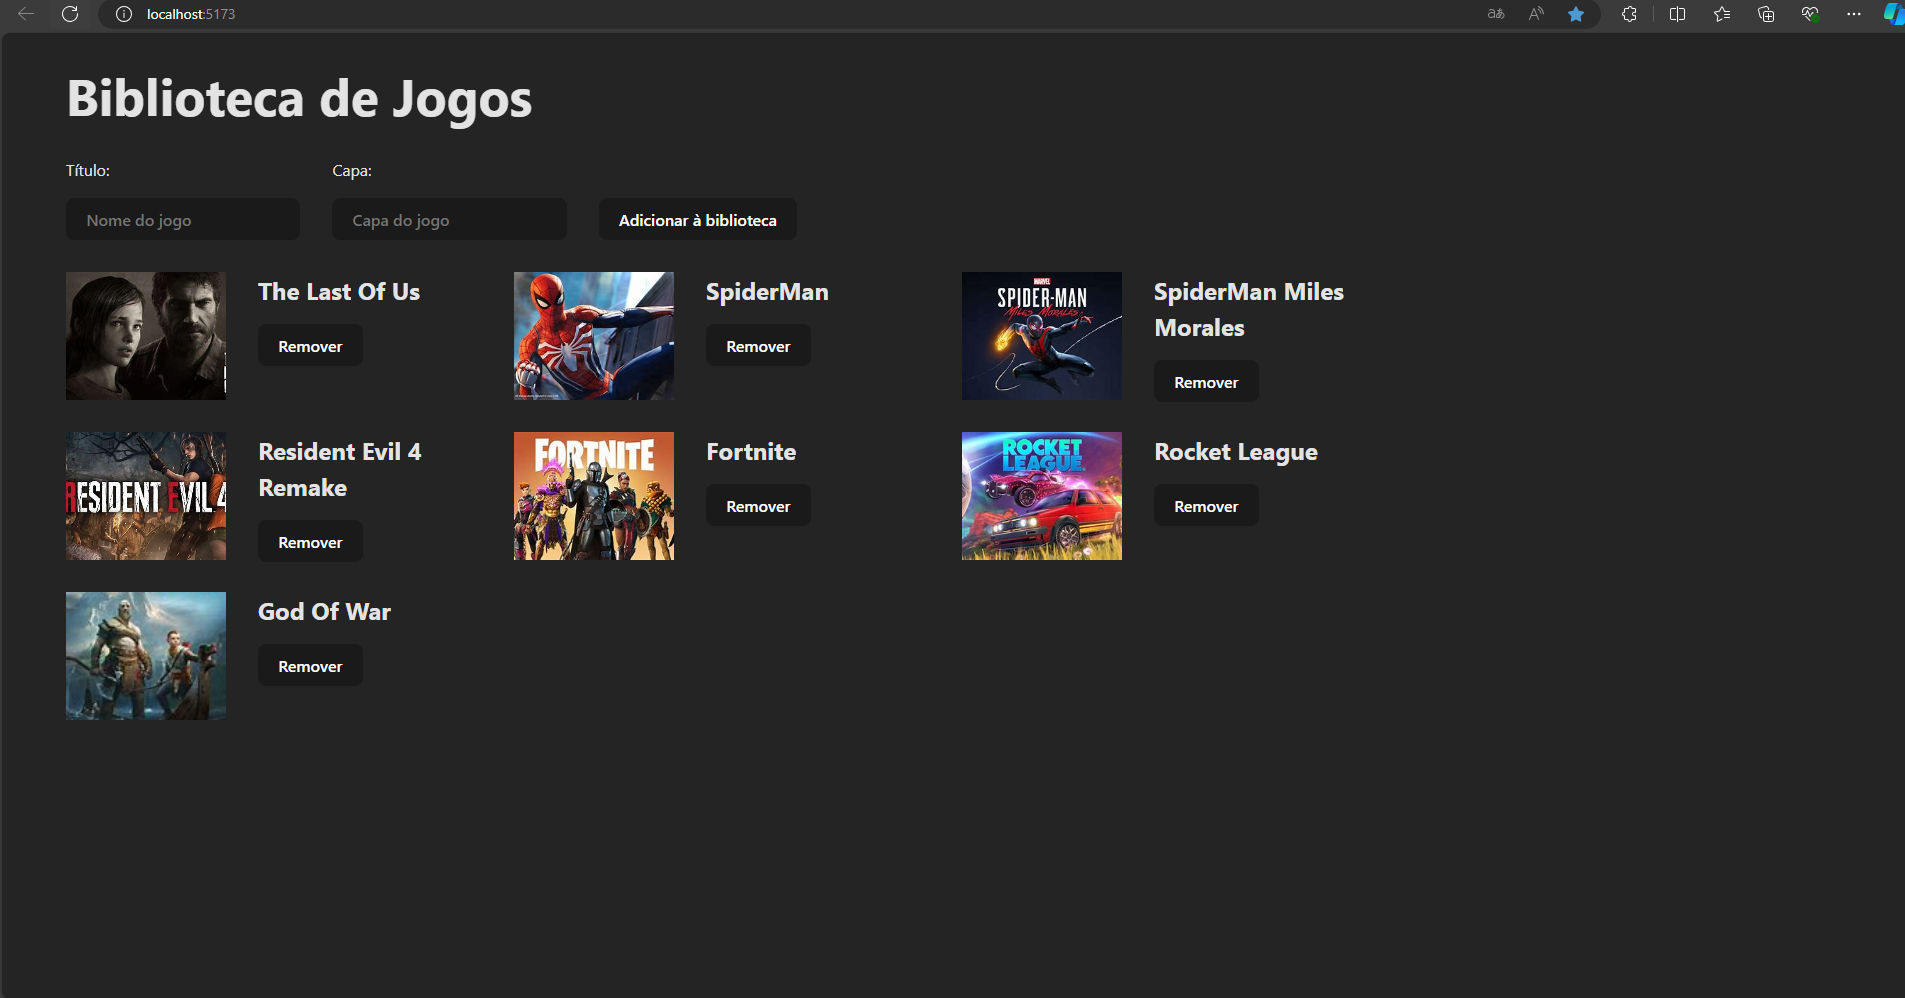 localhost:5173
Biblioteca de Jogos
Título:
Capa:
Nome do jogo
Capa do jogo
Adicionar à biblioteca
The Last Of Us
Remover
SpiderMan
Remover
MARVEL
SPIDER-MAN
MILES MORALES
SpiderMan Miles
Morales
Remover
RESIDENT EVIL 4
Resident Evil 4
Remake
Remover
FORTNITE
Fortnite
Remover
ROCKET
LEAGUE
Rocket League
Remover
God Of War
Remover